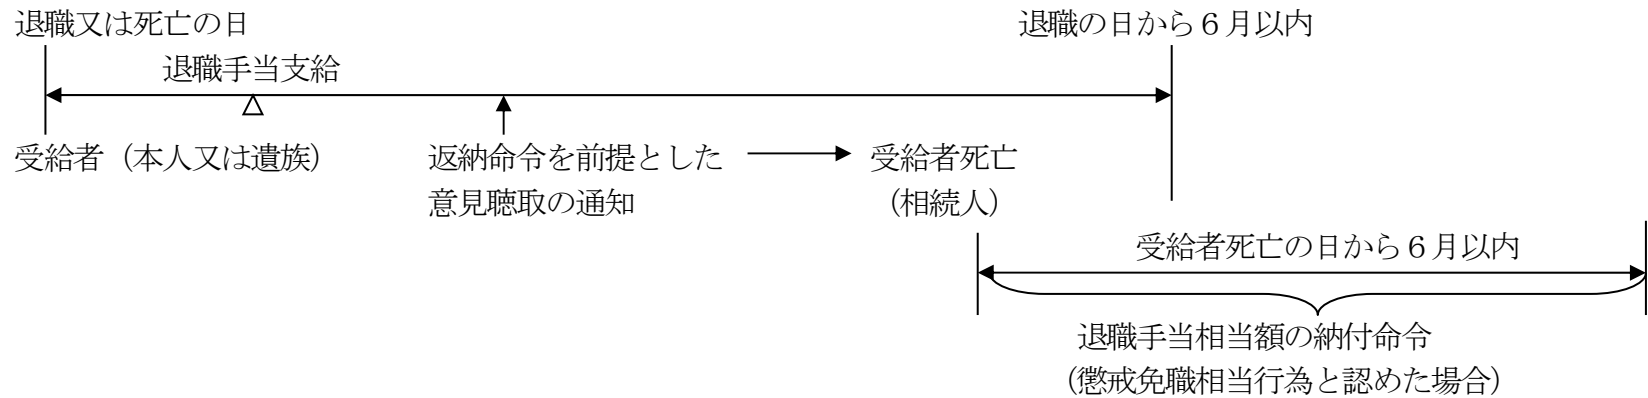 退職又は死亡の日
退職の日から６月以内
退職手当支給
受給者（本人又は遺族）
返納命令を前提とした
意見聴取の通知
受給者死亡
（相続人）
受給者死亡の日から６月以内
退職手当相当額の納付命令
（懲戒免職相当行為と認めた場合）